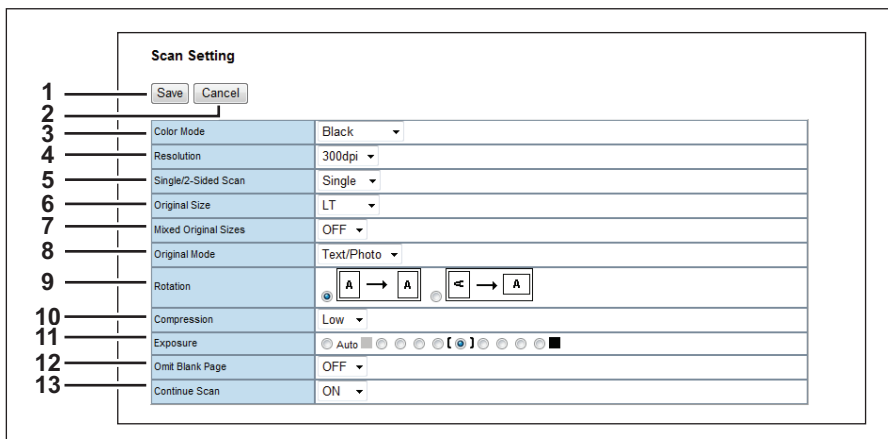 Scan Setting
1 Save Cancel
2
3 Color Mode Black
4 Resolution 300dpi
5 Single/2-Sided Scan Single
6 Original Size LT
7 Mixed Original Sizes OFF
8 Original Mode Text/Photo
9 Rotation A → A A → A
10 Compression Low
11 Exposure Auto [ ]
12 Omit Blank Page OFF
13 Continue Scan ON